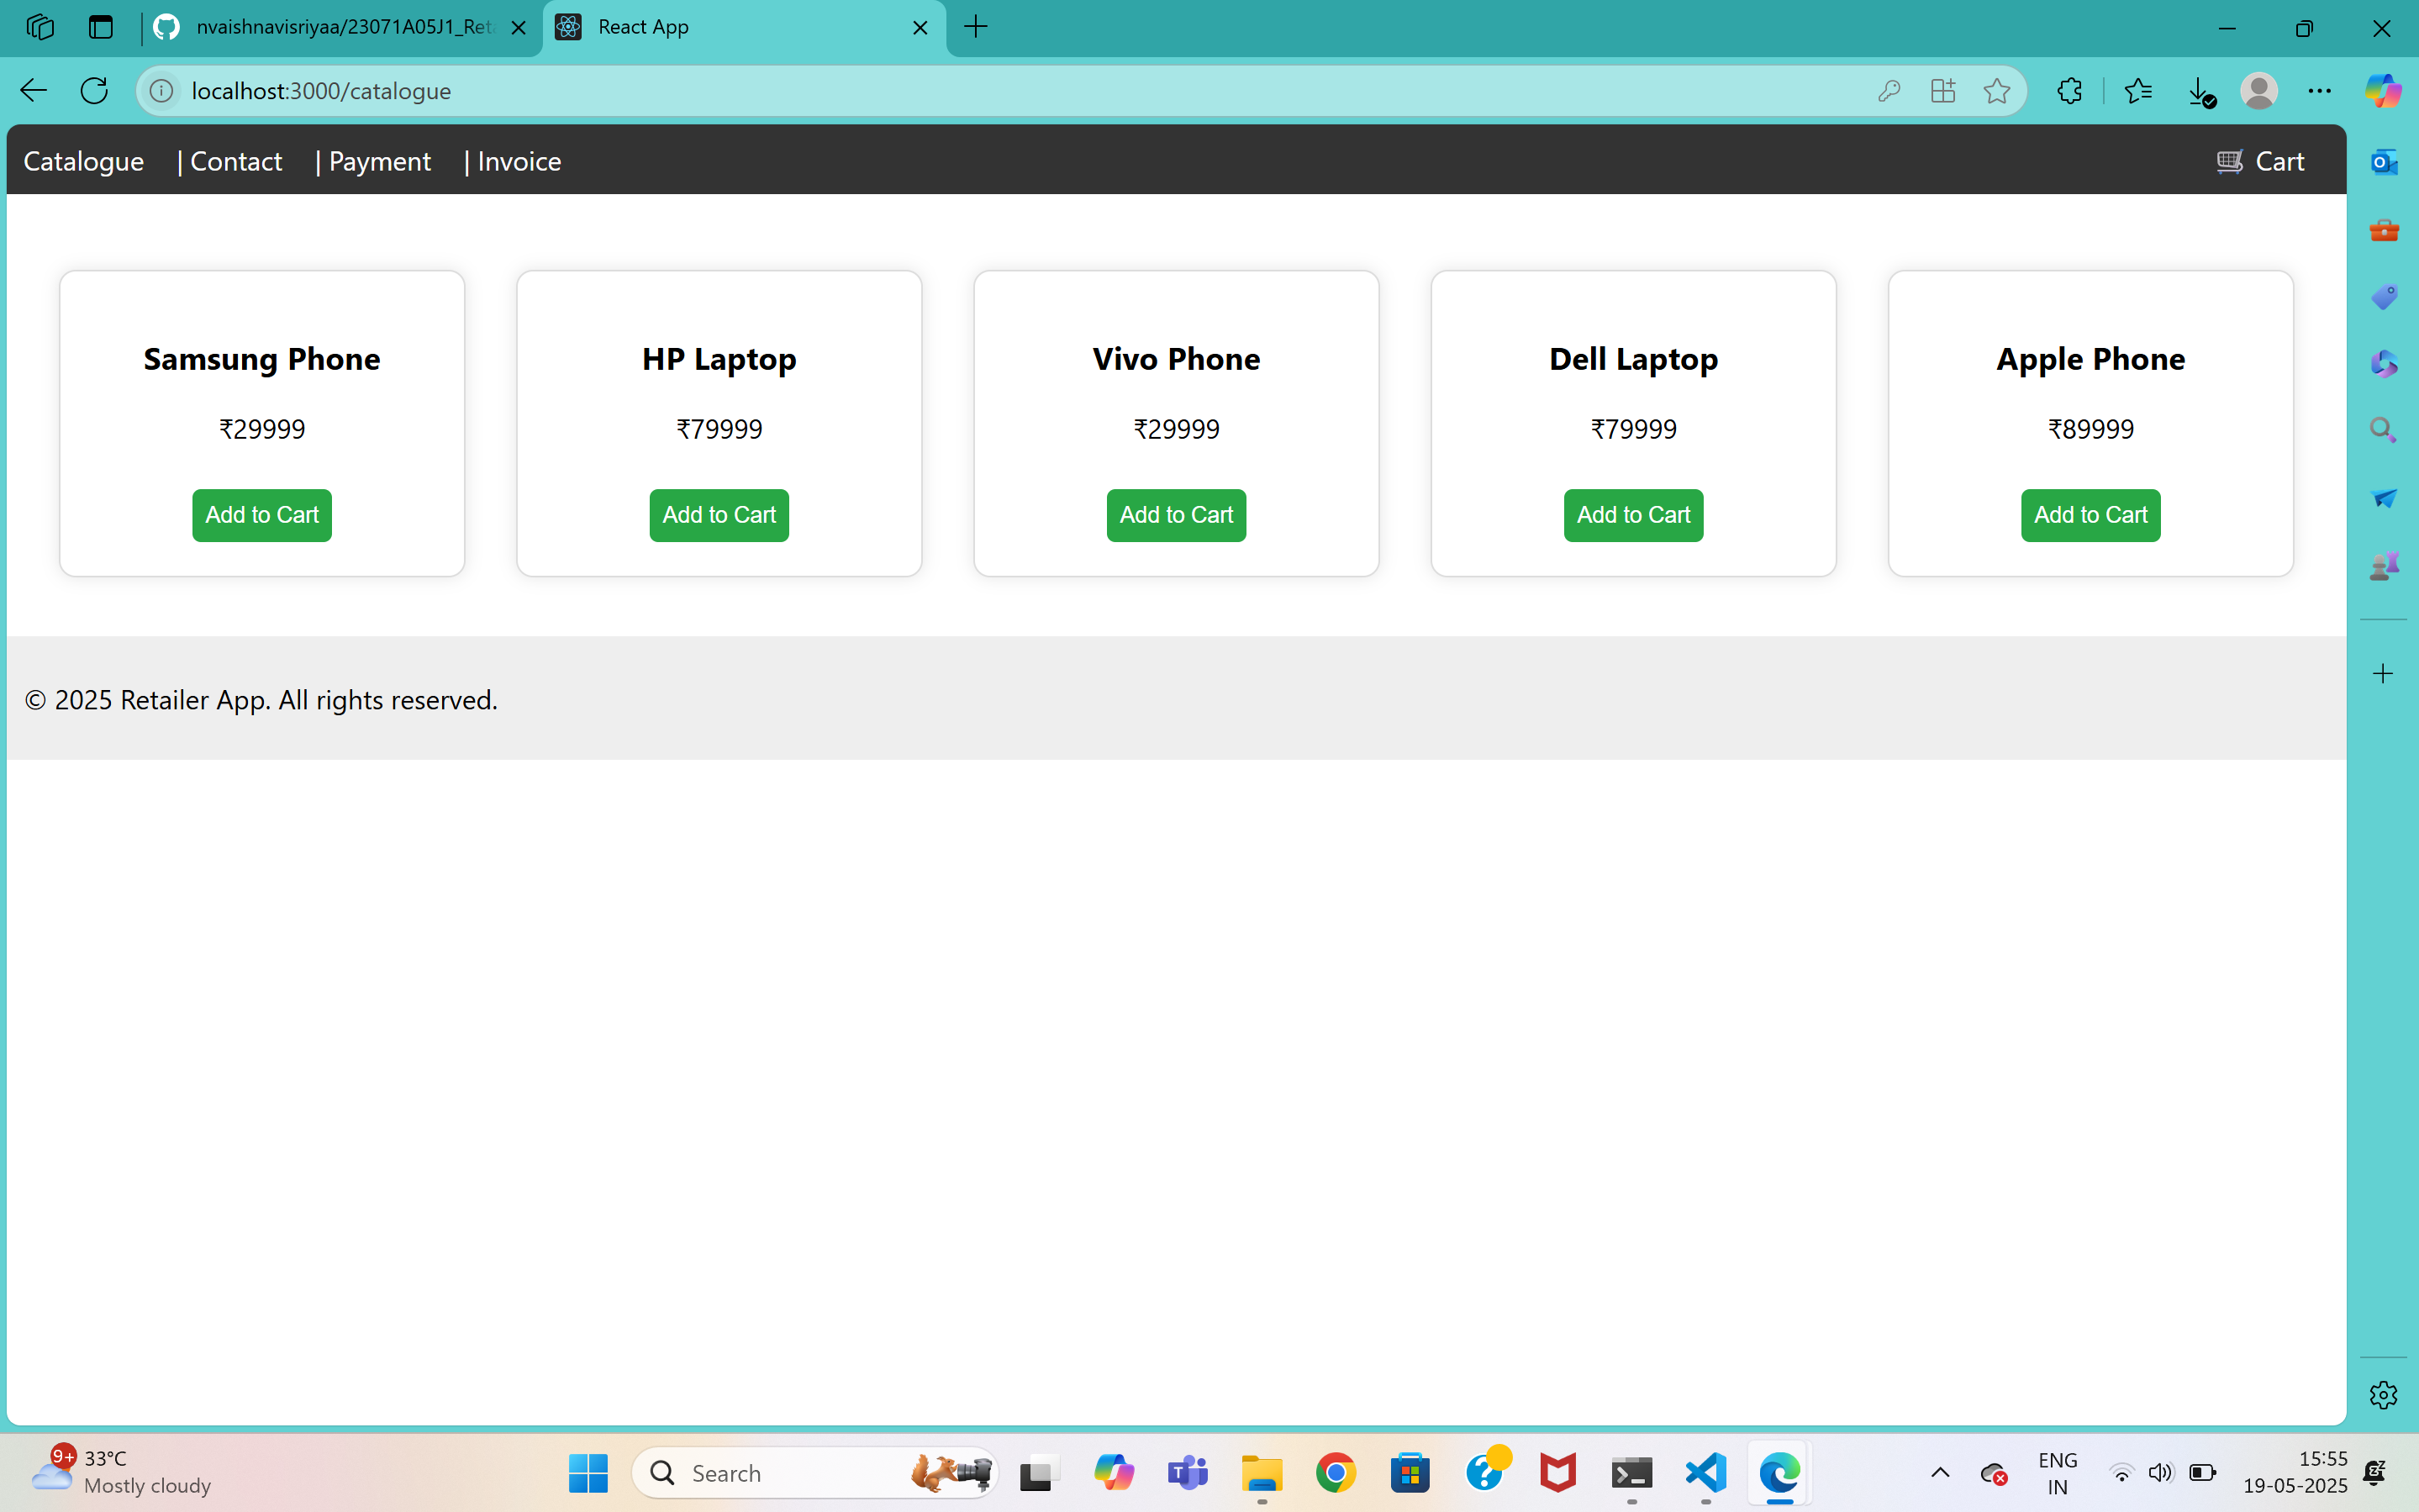 nvaishnavisriyaa/23071A05J1_Ret
React App
localhost:3000/catalogue
Catalogue | Contact | Payment | Invoice
Cart
Samsung Phone
₹29999
Add to Cart
HP Laptop
₹79999
Add to Cart
Vivo Phone
₹29999
Add to Cart
Dell Laptop
₹79999
Add to Cart
Apple Phone
₹89999
Add to Cart
© 2025 Retailer App. All rights reserved.
9+
33°C
Mostly cloudy
Search
ENG
IN
15:55
19-05-2025